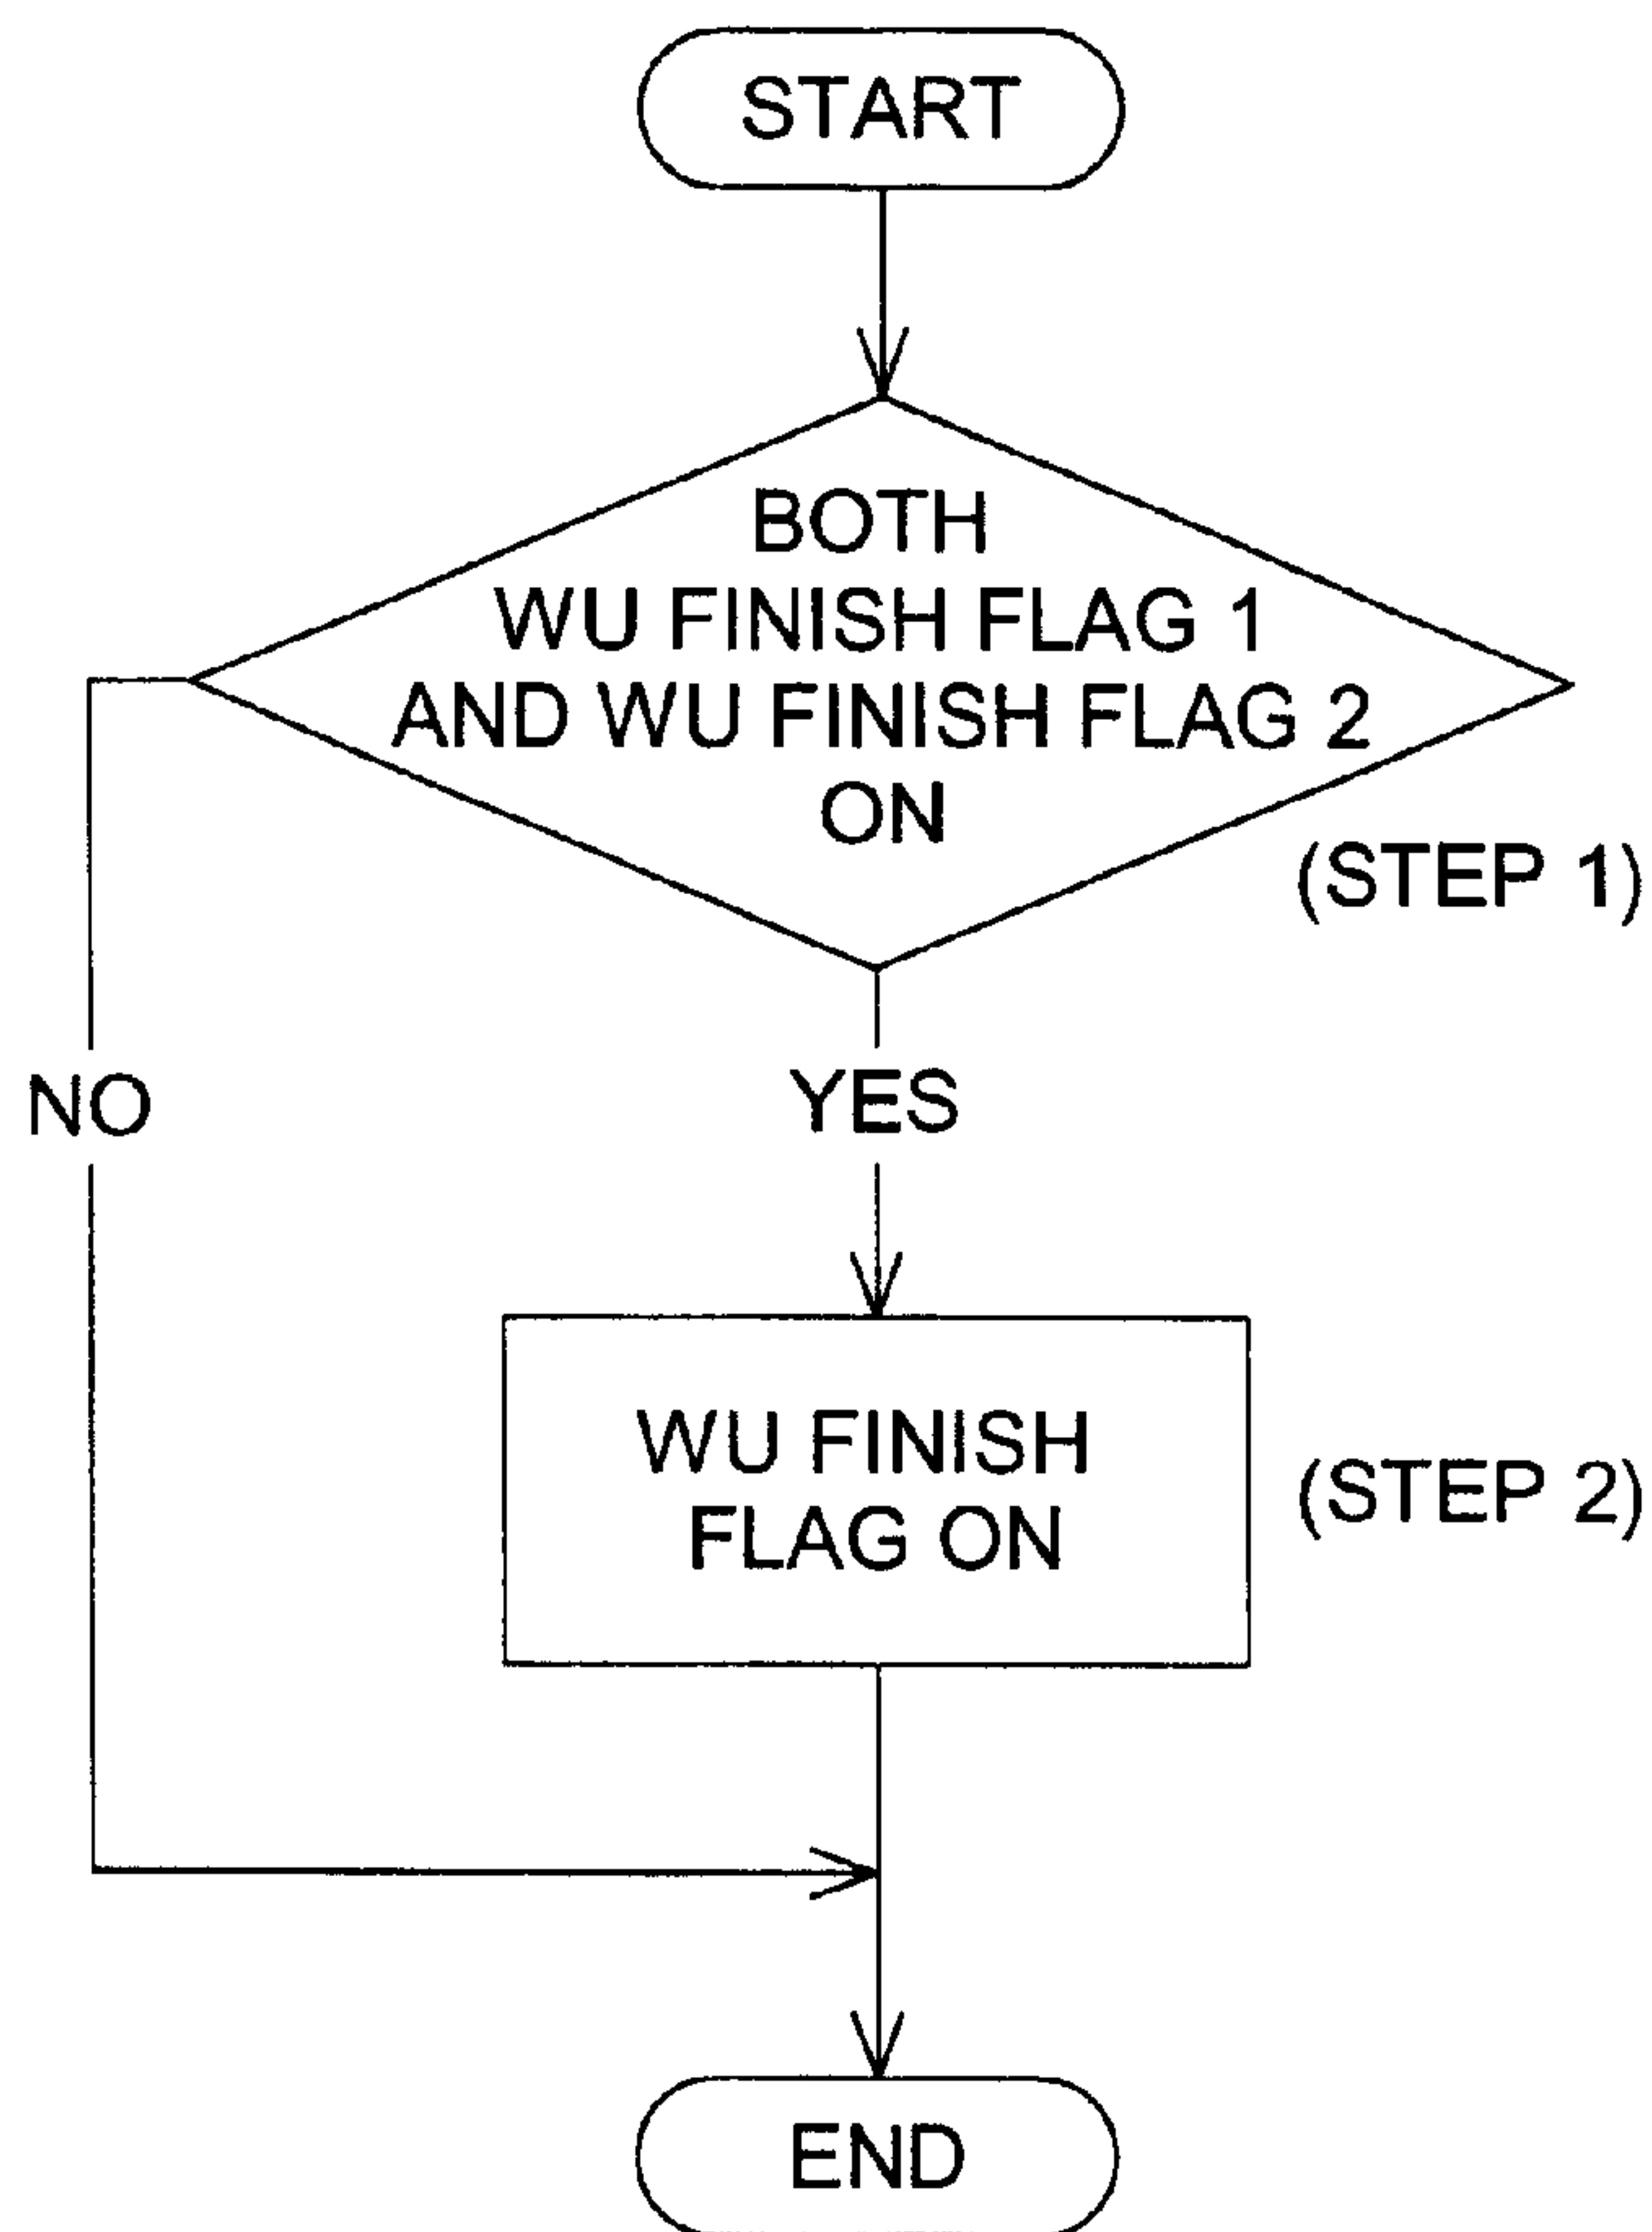 START
BOTH
WU FINISH FLAG 1
AND WU FINISH FLAG 2
ON
(STEP 1)
NO
YES
WU FINISH
FLAG ON
(STEP 2)
END